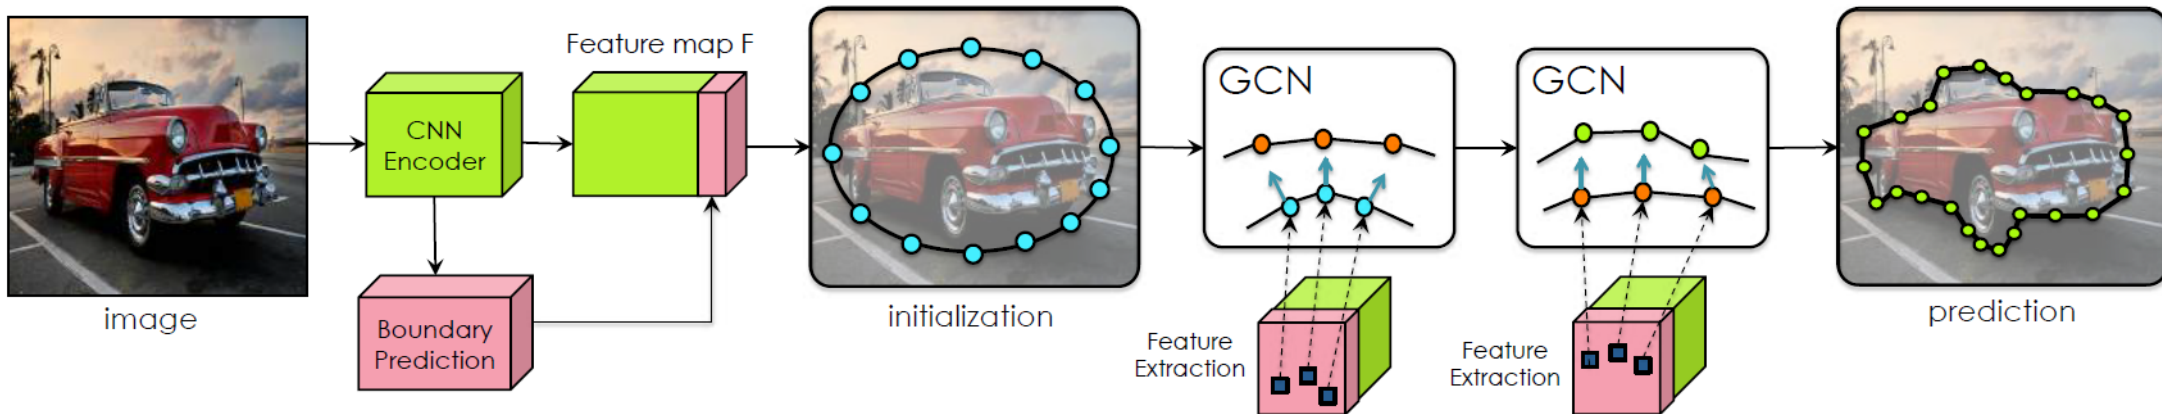 image
CNN
Encoder
Boundary
Prediction
Feature map F
initialization
GCN
Feature
Extraction
GCN
Feature
Extraction
prediction